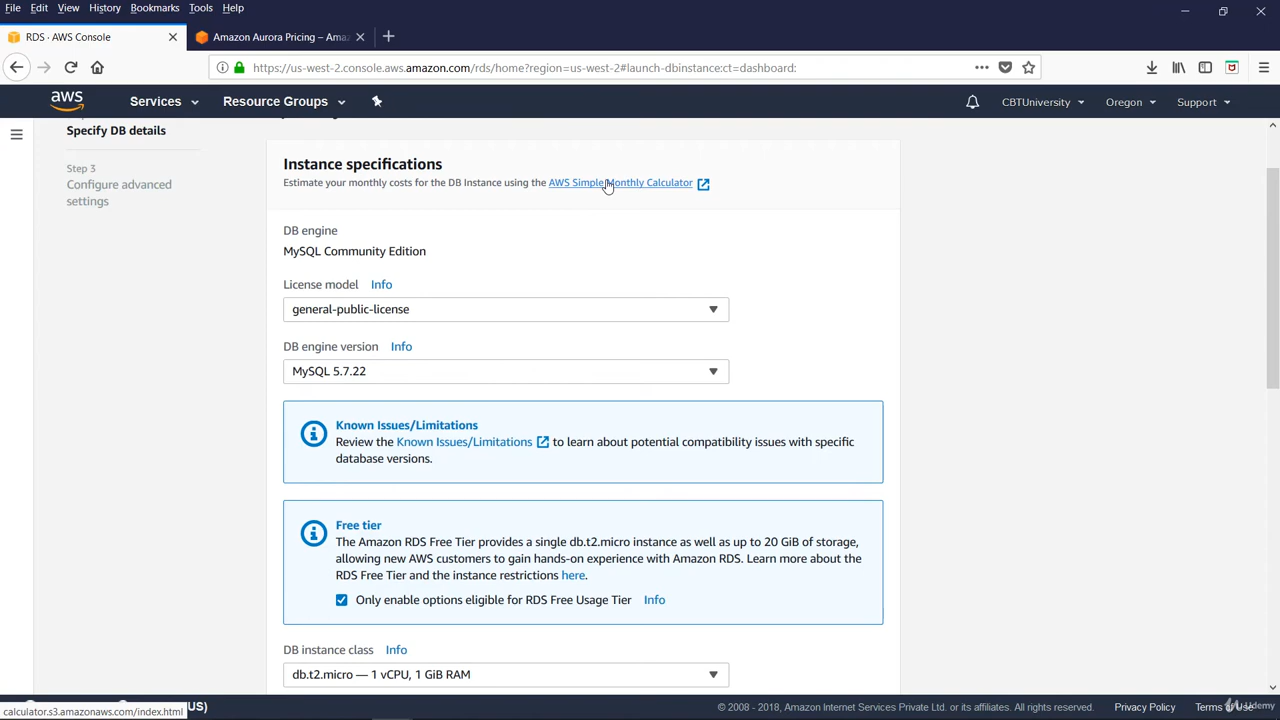 File Edit View History Bookmarks Tools Help
RDS · AWS Console
Amazon Aurora Pricing – Ama
https://us-west-2.console.aws.amazon.com/rds/home?region=us-west-2#launch-dbinstance:ct=dashboard:
aws Services Resource Groups CBTUniversity Oregon Support
Specify DB details
Step 3
Configure advanced
settings
Instance specifications
Estimate your monthly costs for the DB Instance using the AWS Simple Monthly Calculator
DB engine
MySQL Community Edition
License model Info
general-public-license
DB engine version Info
MySQL 5.7.22
Known Issues/Limitations
Review the Known Issues/Limitations to learn about potential compatibility issues with specific
database versions.
Free tier
The Amazon RDS Free Tier provides a single db.t2.micro instance as well as up to 20 GiB of storage,
allowing new AWS customers to gain hands-on experience with Amazon RDS. Learn more about the
RDS Free Tier and the instance restrictions here.
Only enable options eligible for RDS Free Usage Tier Info
DB instance class Info
db.t2.micro — 1 vCPU, 1 GiB RAM
US)
© 2008 - 2018, Amazon Internet Services Private Ltd. or its affiliates. All rights reserved. Privacy Policy Terms
Udemy
calculator.s3.amazonaws.com/index.html